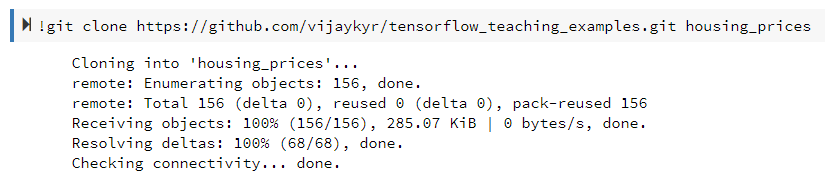 !git clone https://github.com/vijaykyr/tensorflow_teaching_examples.git housing_prices
Cloning into 'housing_prices'...
remote: Enumerating objects: 156, done.
remote: Total 156 (delta 0), reused 0 (delta 0), pack-reused 156
Receiving objects: 100% (156/156), 285.07 KiB | 0 bytes/s, done.
Resolving deltas: 100% (68/68), done.
Checking connectivity... done.